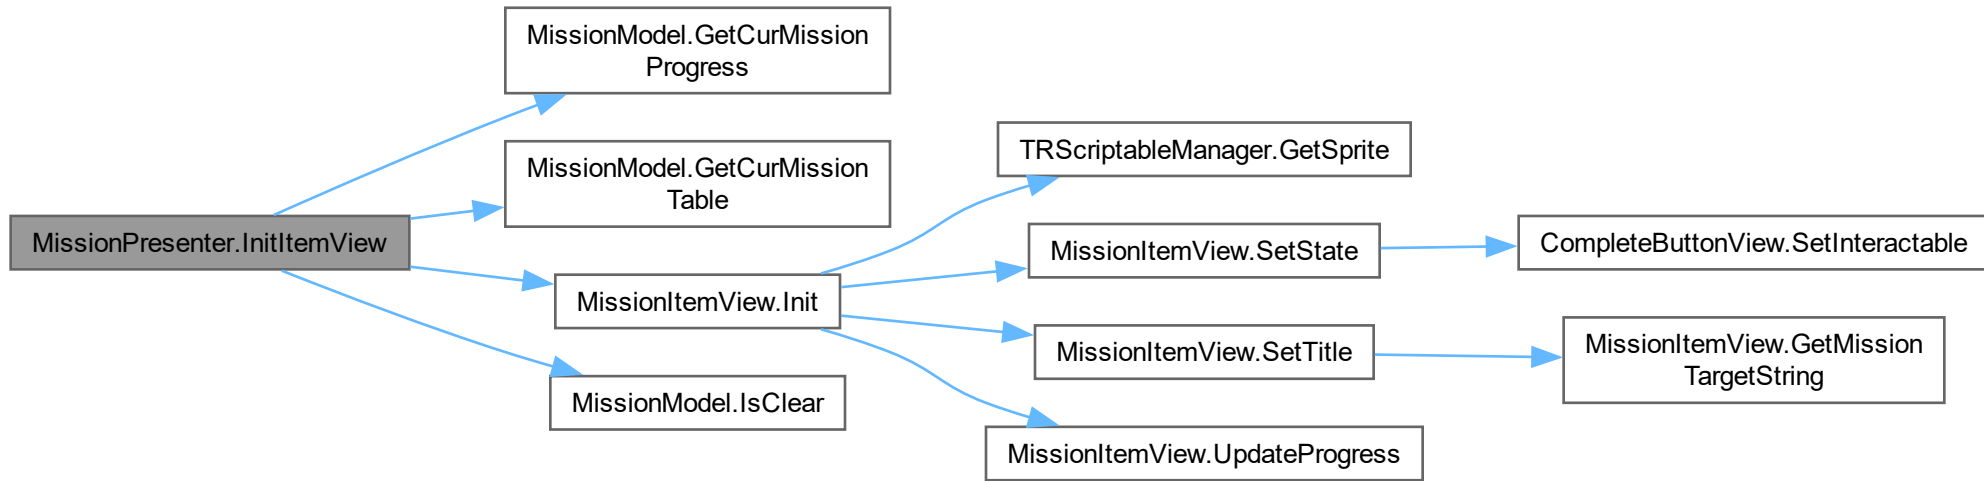 MissionPresenter.InitItemView
MissionModel.GetCurMission
Progress
MissionModel.GetCurMission
Table
MissionItemView.Init
MissionModel.IsClear
TRScriptableManager.GetSprite
MissionItemView.SetState
MissionItemView.SetTitle
MissionItemView.UpdateProgress
CompleteButtonView.SetInteractable
MissionItemView.GetMission
TargetString